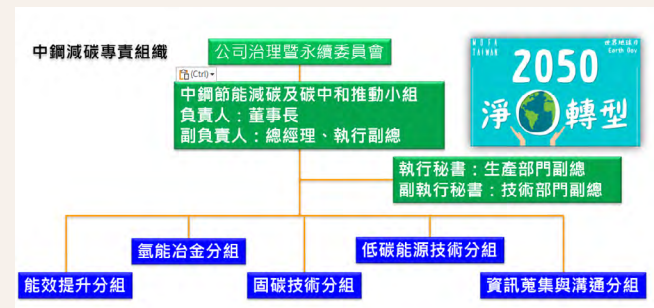 中鋼減碳專責組織
公司治理暨永續委員會
(Ctrl)
中鋼節能減碳及碳中和推動小組
負責人：董事長
副負責人：總經理、執行副總
MOFA
TAIWAN
世界地球日
Earth Day
2050
淨 轉型
執行秘書：生產部門副總
副執行秘書：技術部門副總
氫能冶金分組
低碳能源技術分組
能效提升分組
固碳技術分組
資訊蒐集與溝通分組